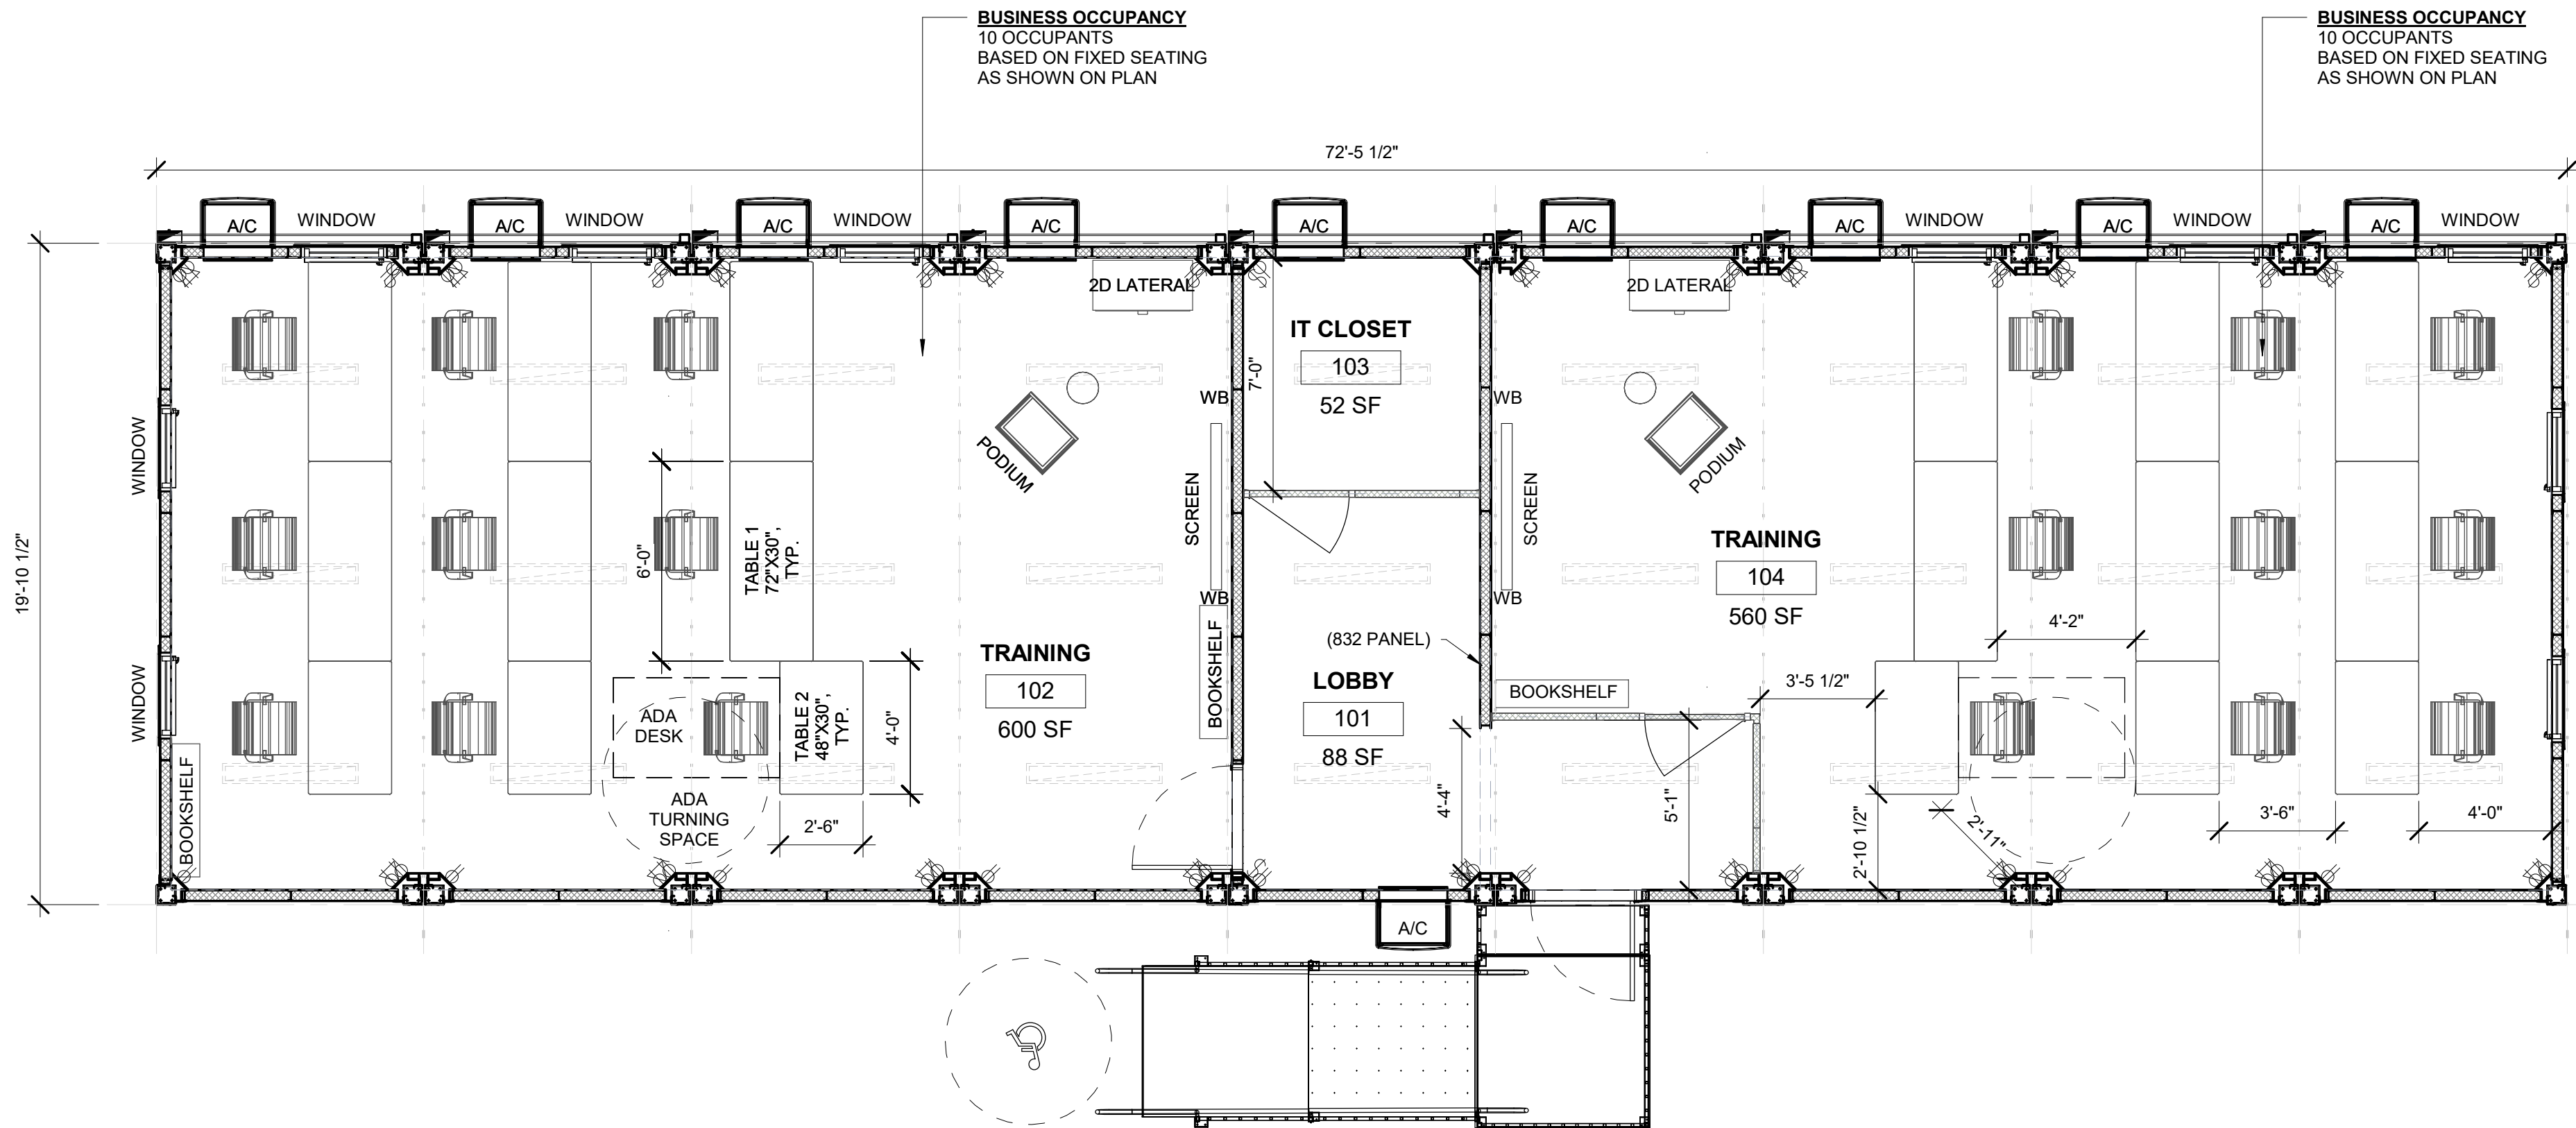 BUSINESS OCCUPANCY
10 OCCUPANTS
BASED ON FIXED SEATING
AS SHOWN ON PLAN
BUSINESS OCCUPANCY
10 OCCUPANTS
BASED ON FIXED SEATING
AS SHOWN ON PLAN
72'-5 1/2"
A/C
WINDOW
A/C
WINDOW
A/C
WINDOW
A/C
A/C
A/C
A/C
WINDOW
A/C
WINDOW
A/C
WINDOW
19'-10 1/2"
WINDOW
WINDOW
BOOKSHELF
2D LATERAL
PODIUM
6'-0"
TABLE 1
72"X30",
TYP.
ADA
DESK
TABLE 2
48"X30",
TYP.
4'-0"
ADA
TURNING
SPACE
2'-6"
TRAINING
102
600 SF
WB
SCREEN
WB
BOOKSHELF
7'-0"
IT CLOSET
103
52 SF
(832 PANEL)
LOBBY
101
88 SF
4'-4"
A/C
2D LATERAL
WB
SCREEN
WB
PODIUM
TRAINING
104
560 SF
BOOKSHELF
5'-1"
3'-5 1/2"
4'-2"
2'-10 1/2"
2'-11"
3'-6"
4'-0"